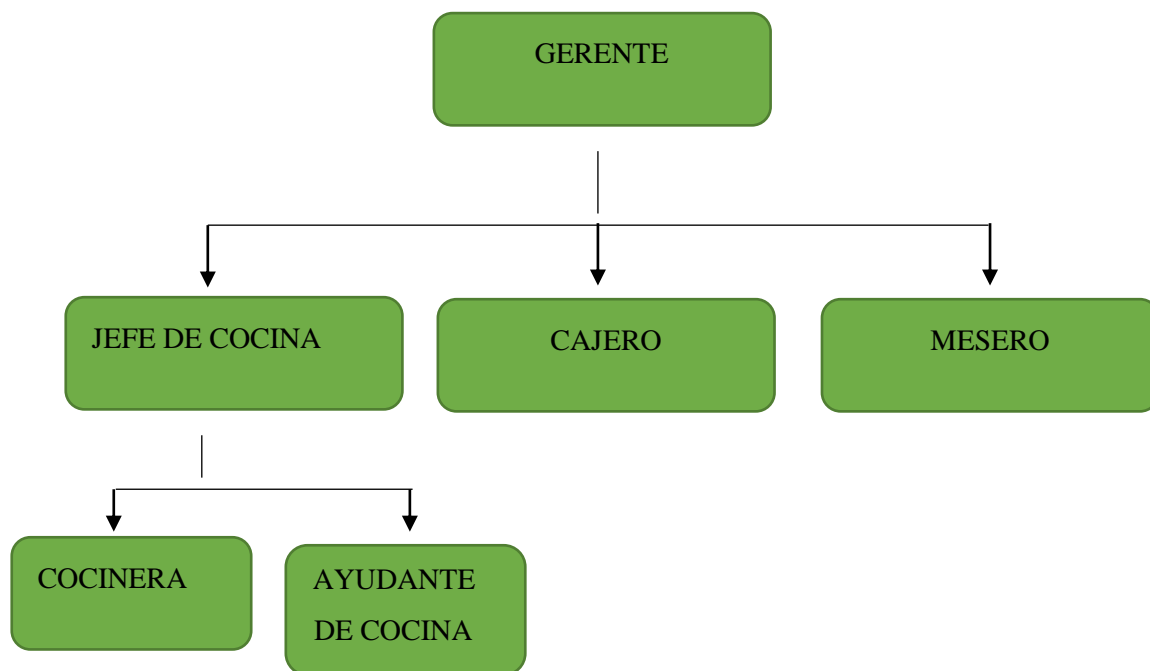 GERENTE
JEFE DE COCINA
CAJERO
MESERO
COCINERA
AYUDANTE
DE COCINA